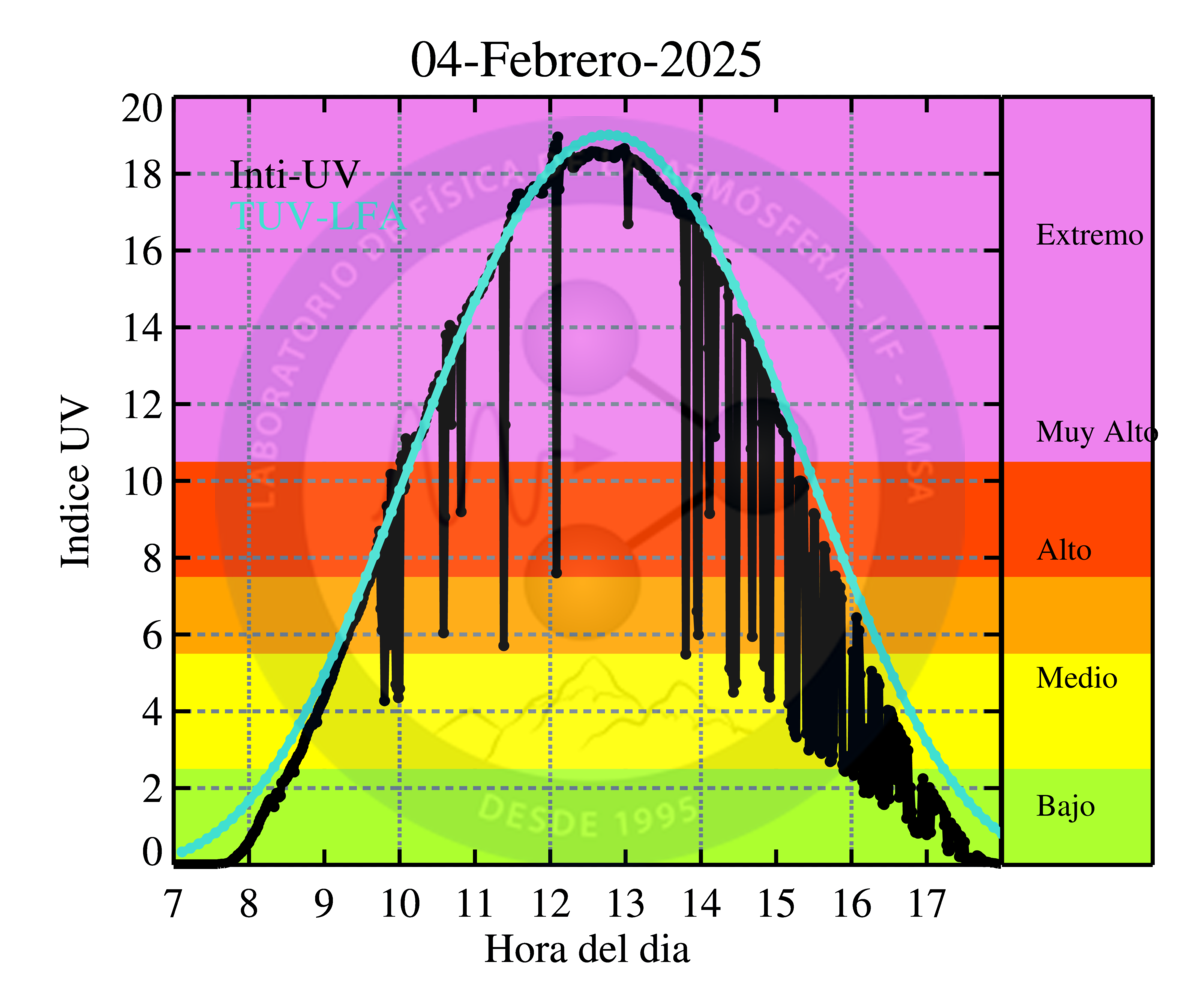 04-Febrero-2025
20
18
16
14
12
10
8
6
4
2
0
Indice UV
Inti-UV
TUV-LFA
LABORATORIO DE FÍSICA DE LA ATMÓSFERA - IIF - UMSA
DESDE 1995
Extremo
Muy Alto
Alto
Medio
Bajo
7 8 9 10 11 12 13 14 15 16 17
Hora del dia